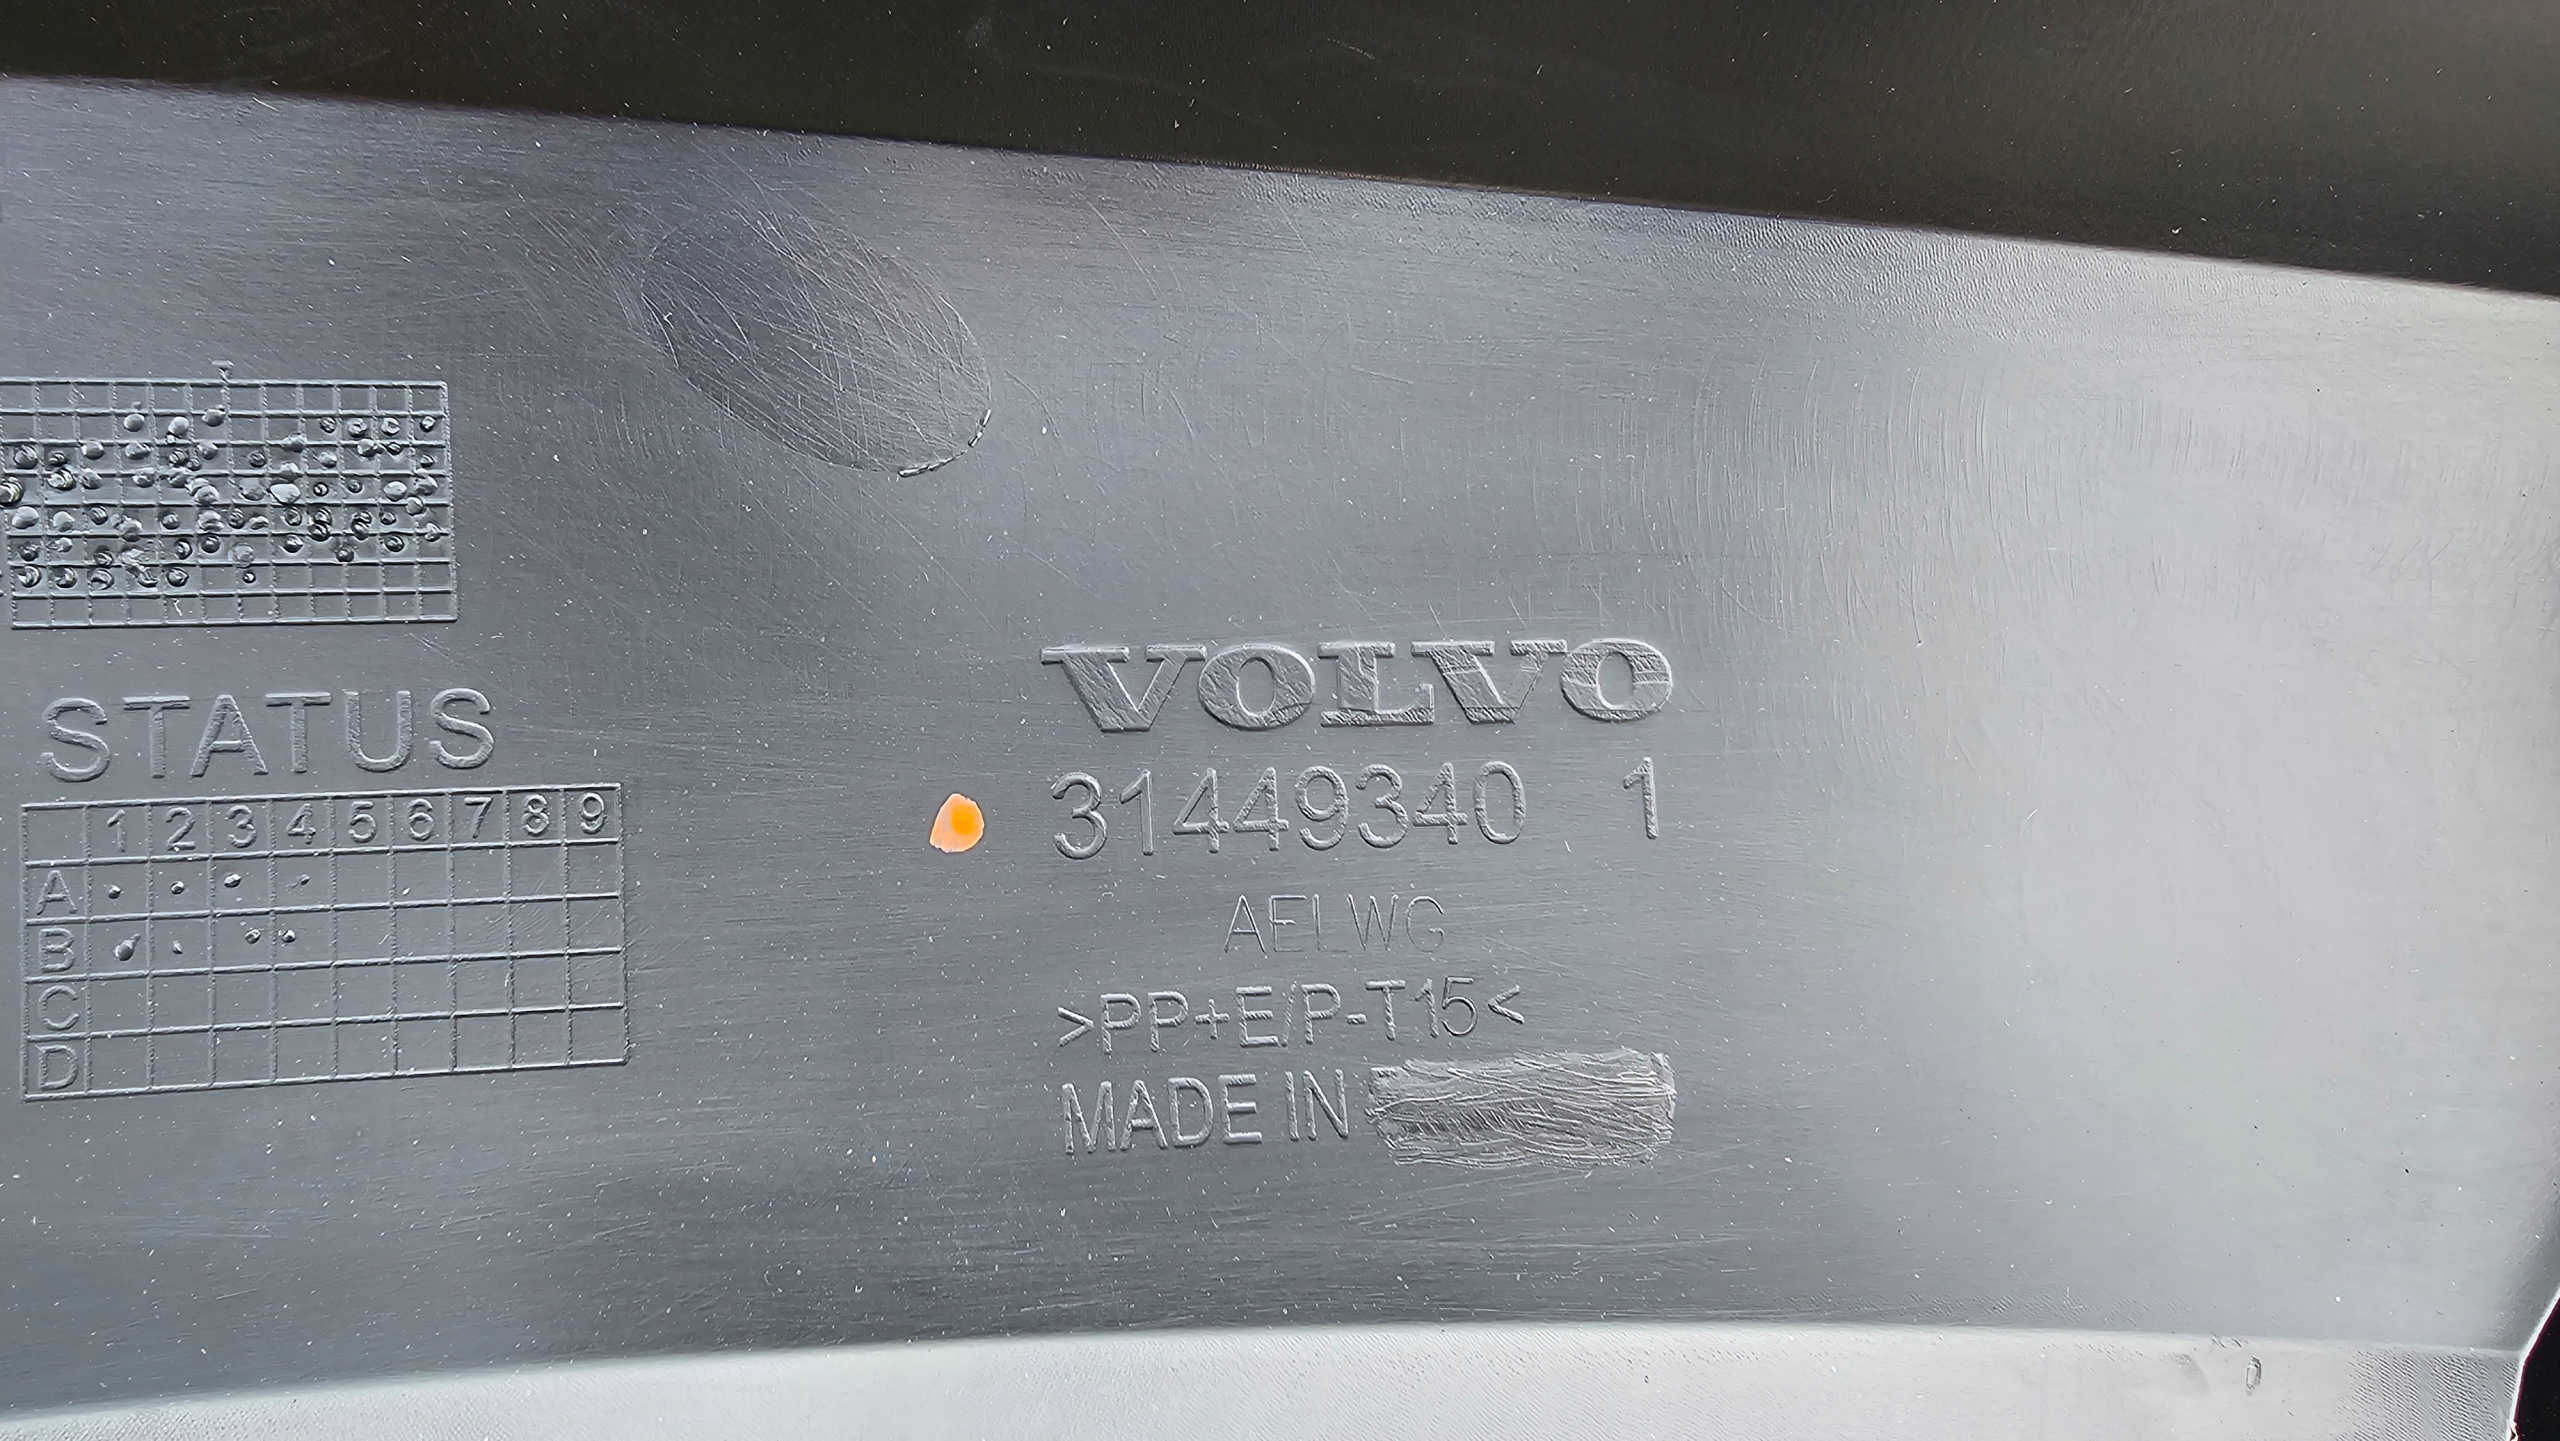 STATUS
1 2 3 4 5 6 7 8 9
A
B
C
D
VOLVO
31449340 1
AELWG
>PP+E/P-T15<
MADE IN